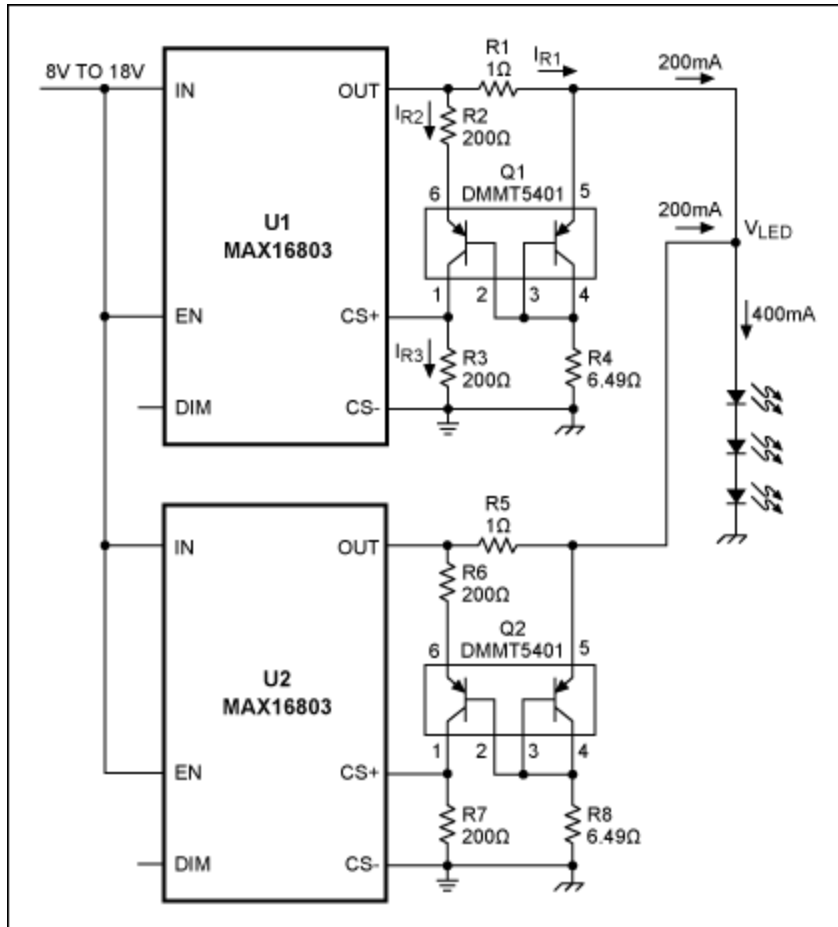 8V TO 18V
IN
OUT
U1
MAX16803
EN
CS+
DIM
CS-
R1
1Ω
IR1
200mA
IR2
R2
200Ω
Q1
DMMT5401
6
5
1
2
3
4
IR3
R3
200Ω
R4
6.49Ω
200mA
VLED
400mA
IN
OUT
U2
MAX16803
EN
CS+
DIM
CS-
R5
1Ω
R6
200Ω
Q2
DMMT5401
6
5
1
2
3
4
R7
200Ω
R8
6.49Ω